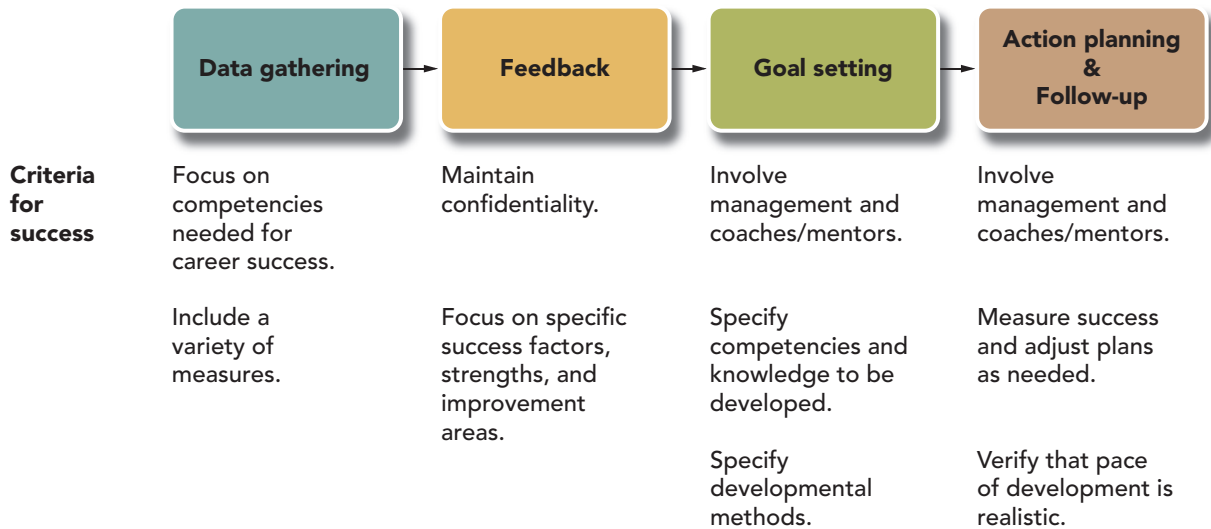 Data gathering
Feedback
Goal setting
Action planning
&
Follow-up
Criteria
for
success
Focus on
competencies
needed for
career success.
Include a
variety of
measures.
Maintain
confidentiality.
Focus on specific
success factors,
strengths, and
improvement
areas.
Involve
management and
coaches/mentors.
Specify
competencies and
knowledge to be
developed.
Specify
developmental
methods.
Involve
management and
coaches/mentors.
Measure success
and adjust plans
as needed.
Verify that pace
of development is
realistic.